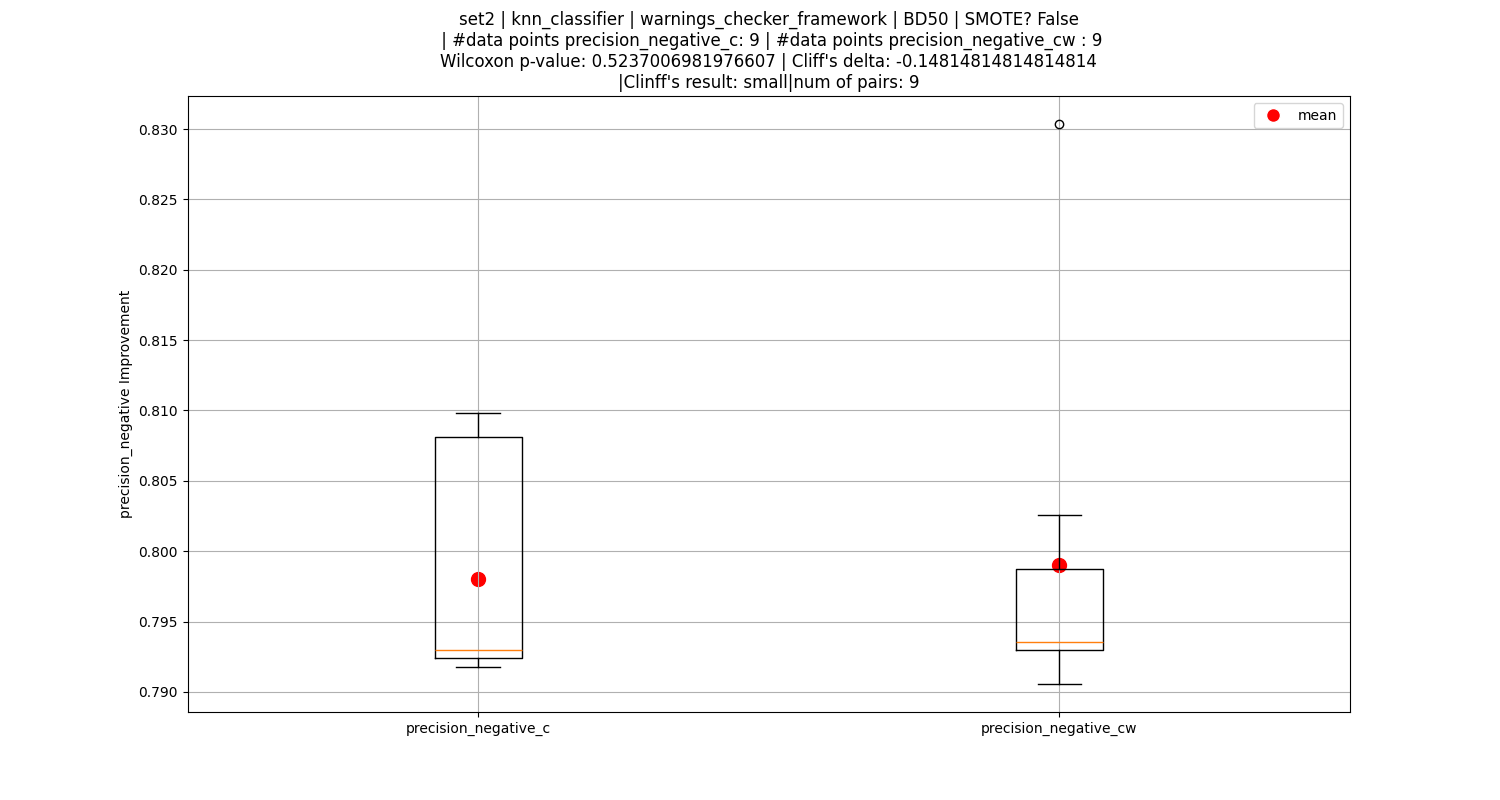 set2 | knn_classifier | warnings_checker_framework | BD50 | SMOTE? False
| #data points precision_negative_c: 9 | #data points precision_negative_cw : 9
Wilcoxon p-value: 0.5237006981976607 | Cliff's delta: -0.14814814814814814
|Clinff's result: small|num of pairs: 9
mean
0.830
0.825
0.820
0.815
0.810
0.805
0.800
0.795
0.790
precision_negative Improvement
precision_negative_c
precision_negative_cw